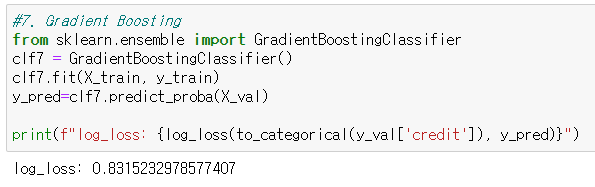 #7. Gradient Boosting
from sklearn.ensemble import GradientBoostingClassifier
clf7 = GradientBoostingClassifier()
clf7.fit(X_train, y_train)
y_pred=clf7.predict_proba(X_val)
print(f"log_loss: {log_loss(to_categorical(y_val['credit']), y_pred)}")
log_loss: 0.8315232978577407